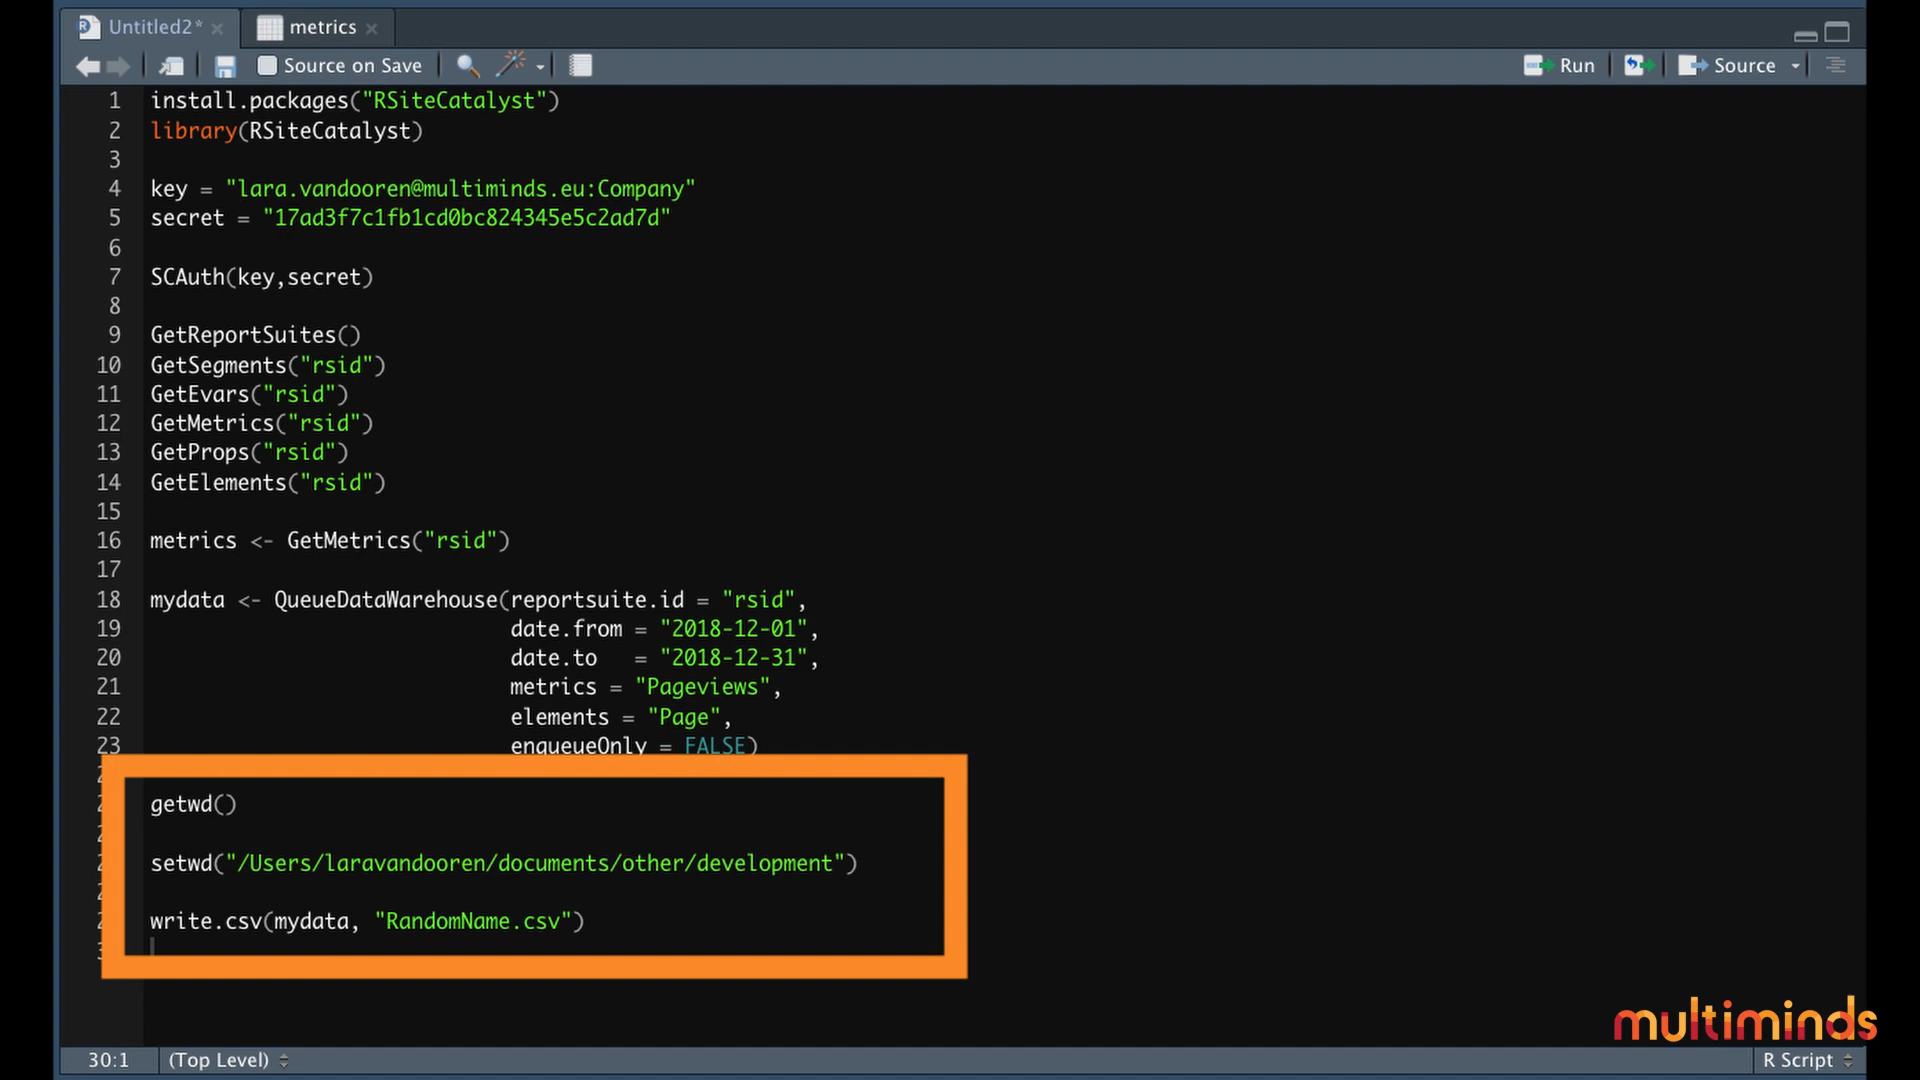 Untitled2*
metrics
Source on Save
Run
Source
1 install.packages("RSiteCatalyst")
2 library(RSiteCatalyst)
3
4 key = "lara.vandooren@multiminds.eu:Company"
5 secret = "17ad3f7c1fb1cd0bc824345e5c2ad7d"
6
7 SCAuth(key,secret)
8
9 GetReportSuites()
10 GetSegments("rsid")
11 GetEvars("rsid")
12 GetMetrics("rsid")
13 GetProps("rsid")
14 GetElements("rsid")
15
16 metrics <- GetMetrics("rsid")
17
18 mydata <- QueueDataWarehouse(reportsuite.id = "rsid",
19 date.from = "2018-12-01",
20 date.to = "2018-12-31",
21 metrics = "Pageviews",
22 elements = "Page",
23 enqueueOnly = FALSE)
getwd()
setwd("/Users/laravandooren/documents/other/development")
write.csv(mydata, "RandomName.csv")
multiminds
30:1 (Top Level)
R Script